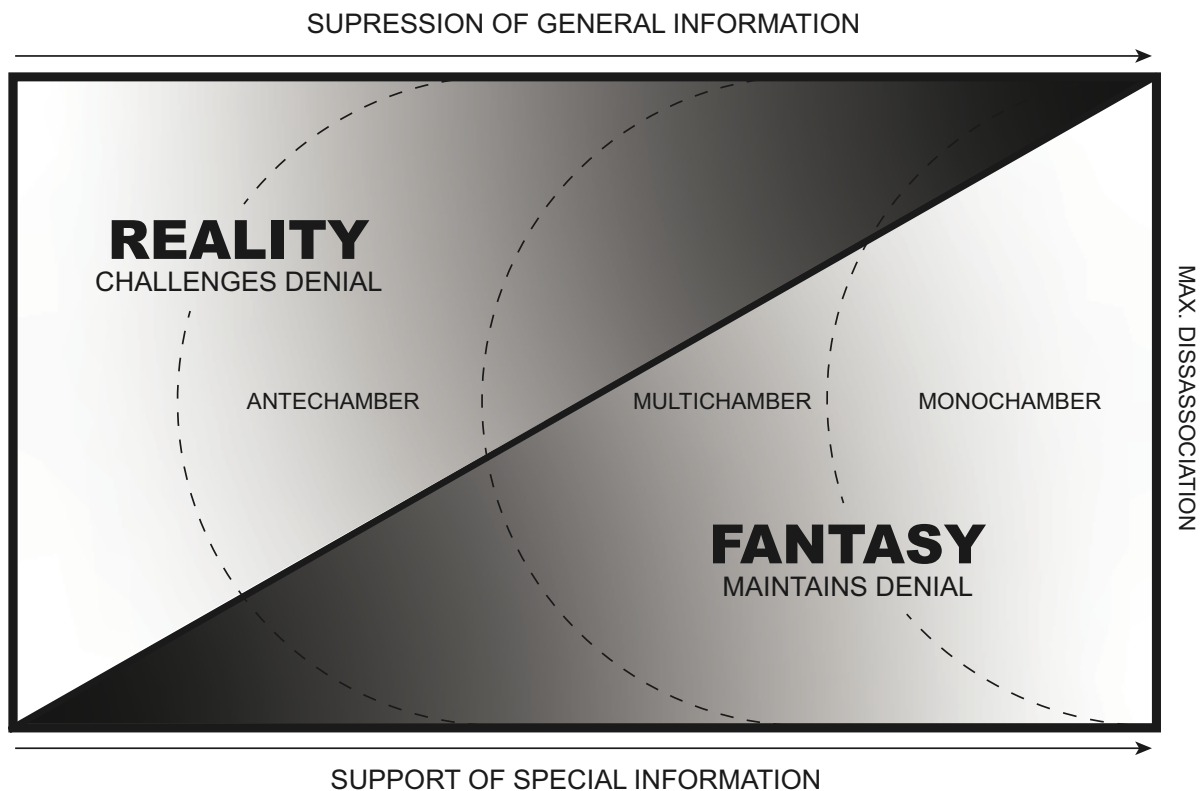 SUPRESSION OF GENERAL INFORMATION
REALITY
CHALLENGES DENIAL
ANTECHAMBER
MULTICHAMBER
MONOCHAMBER
MAX. DISSASSOCIATION
FANTASY
MAINTAINS DENIAL
SUPPORT OF SPECIAL INFORMATION